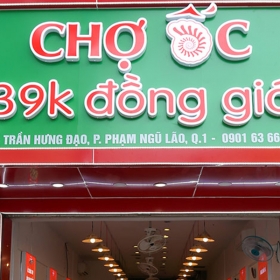 CHỢ ỐC
39k đồng giá
TRẦN HƯNG ĐẠO, P. PHẠM NGŨ LÃO, Q.1 - 0901 63 66